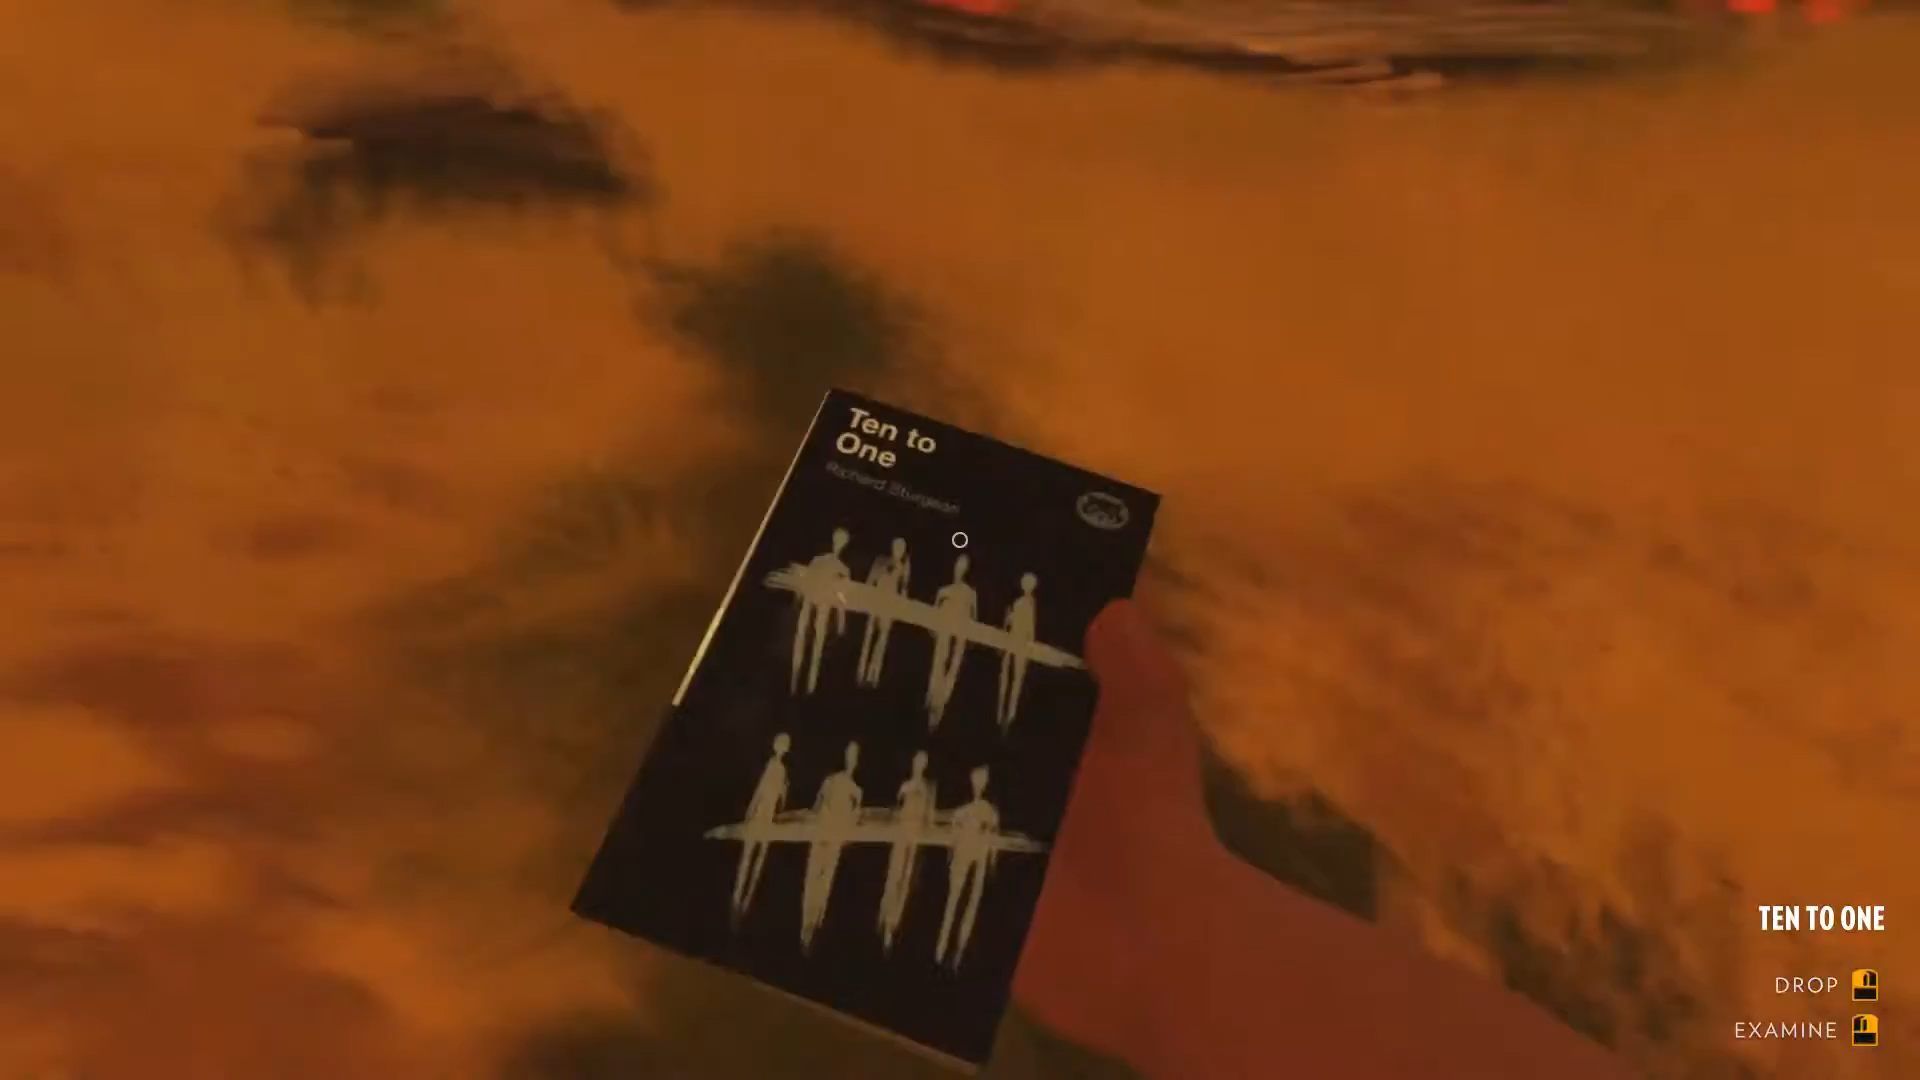 Ten to
One
Richard Sturgeon
TEN TO ONE
DROP
EXAMINE